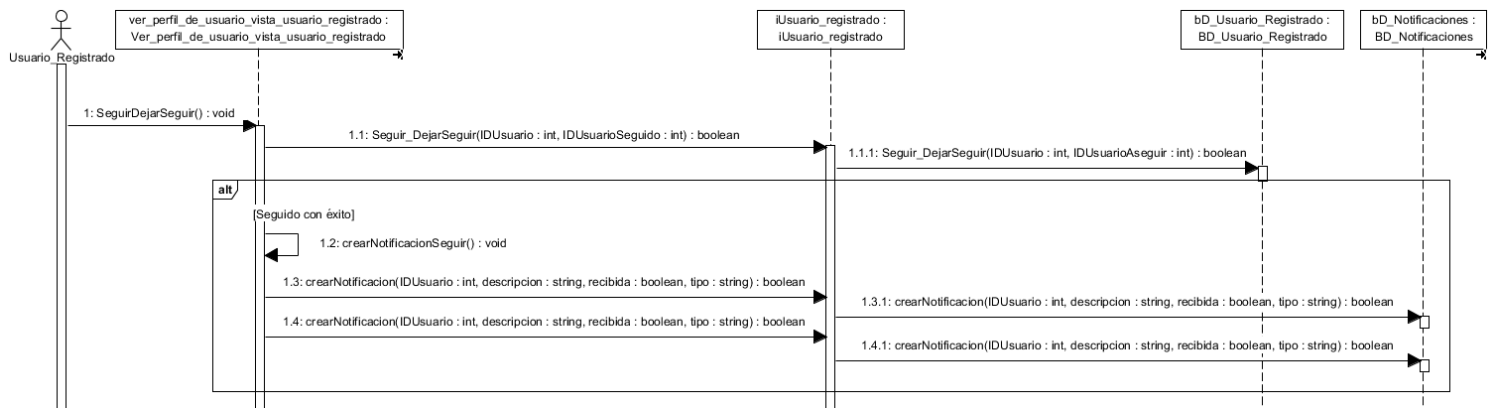 ver_perfil_de_usuario_vista_usuario_registrado :
Ver_perfil_de_usuario_vista_usuario_registrado
iUsuario_registrado :
iUsuario_registrado
bD_Usuario_Registrado :
BD_Usuario_Registrado
bD_Notificaciones :
BD_Notificaciones
Usuario_Registrado
1: SeguirDejarSeguir() : void
1.1: Seguir_DejarSeguir(IDUsuario : int, IDUsuarioSeguido : int) : boolean
1.1.1: Seguir_DejarSeguir(IDUsuario : int, IDUsuarioAseguir : int) : boolean
alt
[Seguido con éxito]
1.2: crearNotificacionSeguir() : void
1.3: crearNotificacion(IDUsuario : int, descripcion : string, recibida : boolean, tipo : string) : boolean
1.3.1: crearNotificacion(IDUsuario : int, descripcion : string, recibida : boolean, tipo : string) : boolean
1.4: crearNotificacion(IDUsuario : int, descripcion : string, recibida : boolean, tipo : string) : boolean
1.4.1: crearNotificacion(IDUsuario : int, descripcion : string, recibida : boolean, tipo : string) : boolean